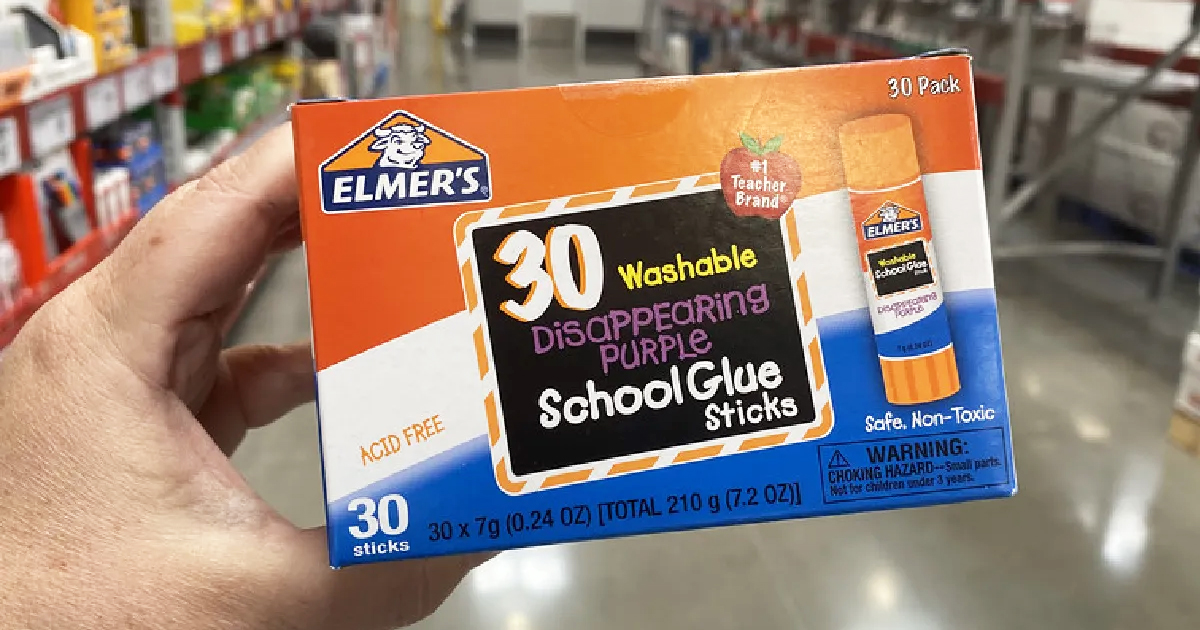 30 Pack
ELMER'S®
#1
Teacher
Brand®
30 Washable
DISAPPEARING
PURPLE
School Glue
Sticks
ELMER'S
Washable
School Glue
DISAPPEARING
PURPLE
ACID FREE
Safe. Non-Toxic
WARNING:
CHOKING HAZARD—Small parts.
Not for children under 3 years.
30
sticks
30 x 7g (0.24 OZ) [TOTAL 210 g (7.2 OZ)]